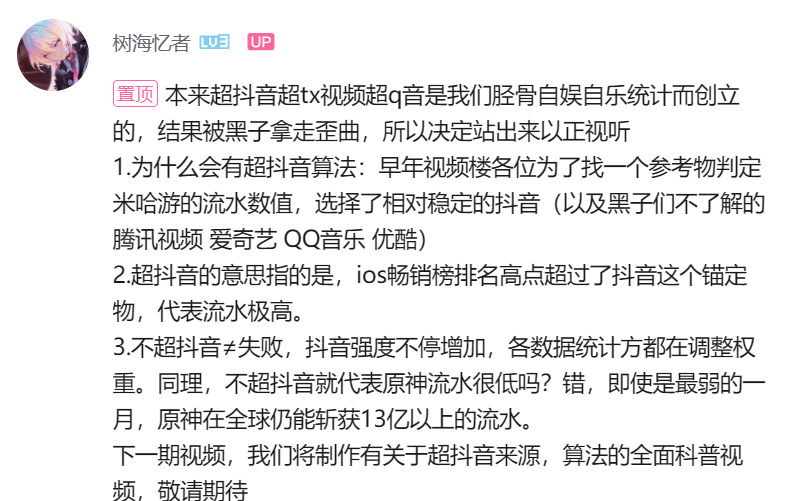 树海忆者 LV3 UP
置顶 本来超抖音超tx视频超q音是我们胫骨自娱自乐统计而创立
的，结果被黑子拿走歪曲，所以决定站出来以正视听
1.为什么会有超抖音算法：早年视频楼各位为了找一个参考物判定
米哈游的流水数值，选择了相对稳定的抖音（以及黑子们不了解的
腾讯视频 爱奇艺 QQ音乐 优酷）
2.超抖音的意思指的是，ios畅销榜排名高点超过了抖音这个锚定
物，代表流水极高。
3.不超抖音≠失败，抖音强度不停增加，各数据统计方都在调整权
重。同理，不超抖音就代表原神流水很低吗？错，即使是最弱的一
月，原神在全球仍能斩获13亿以上的流水。
下一期视频，我们将制作有关于超抖音来源，算法的全面科普视
频，敬请期待